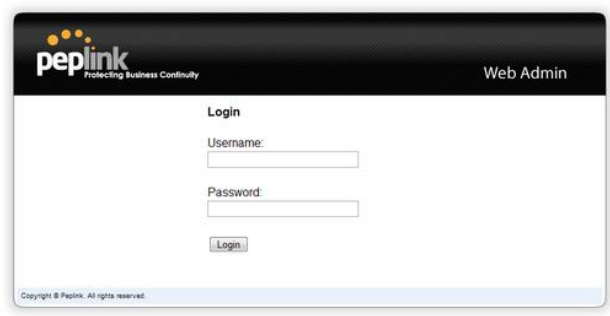 peplink
Protecting Business Continuity
Web Admin
Login
Username:
Password:
Login
Copyright © Peplink. All rights reserved.